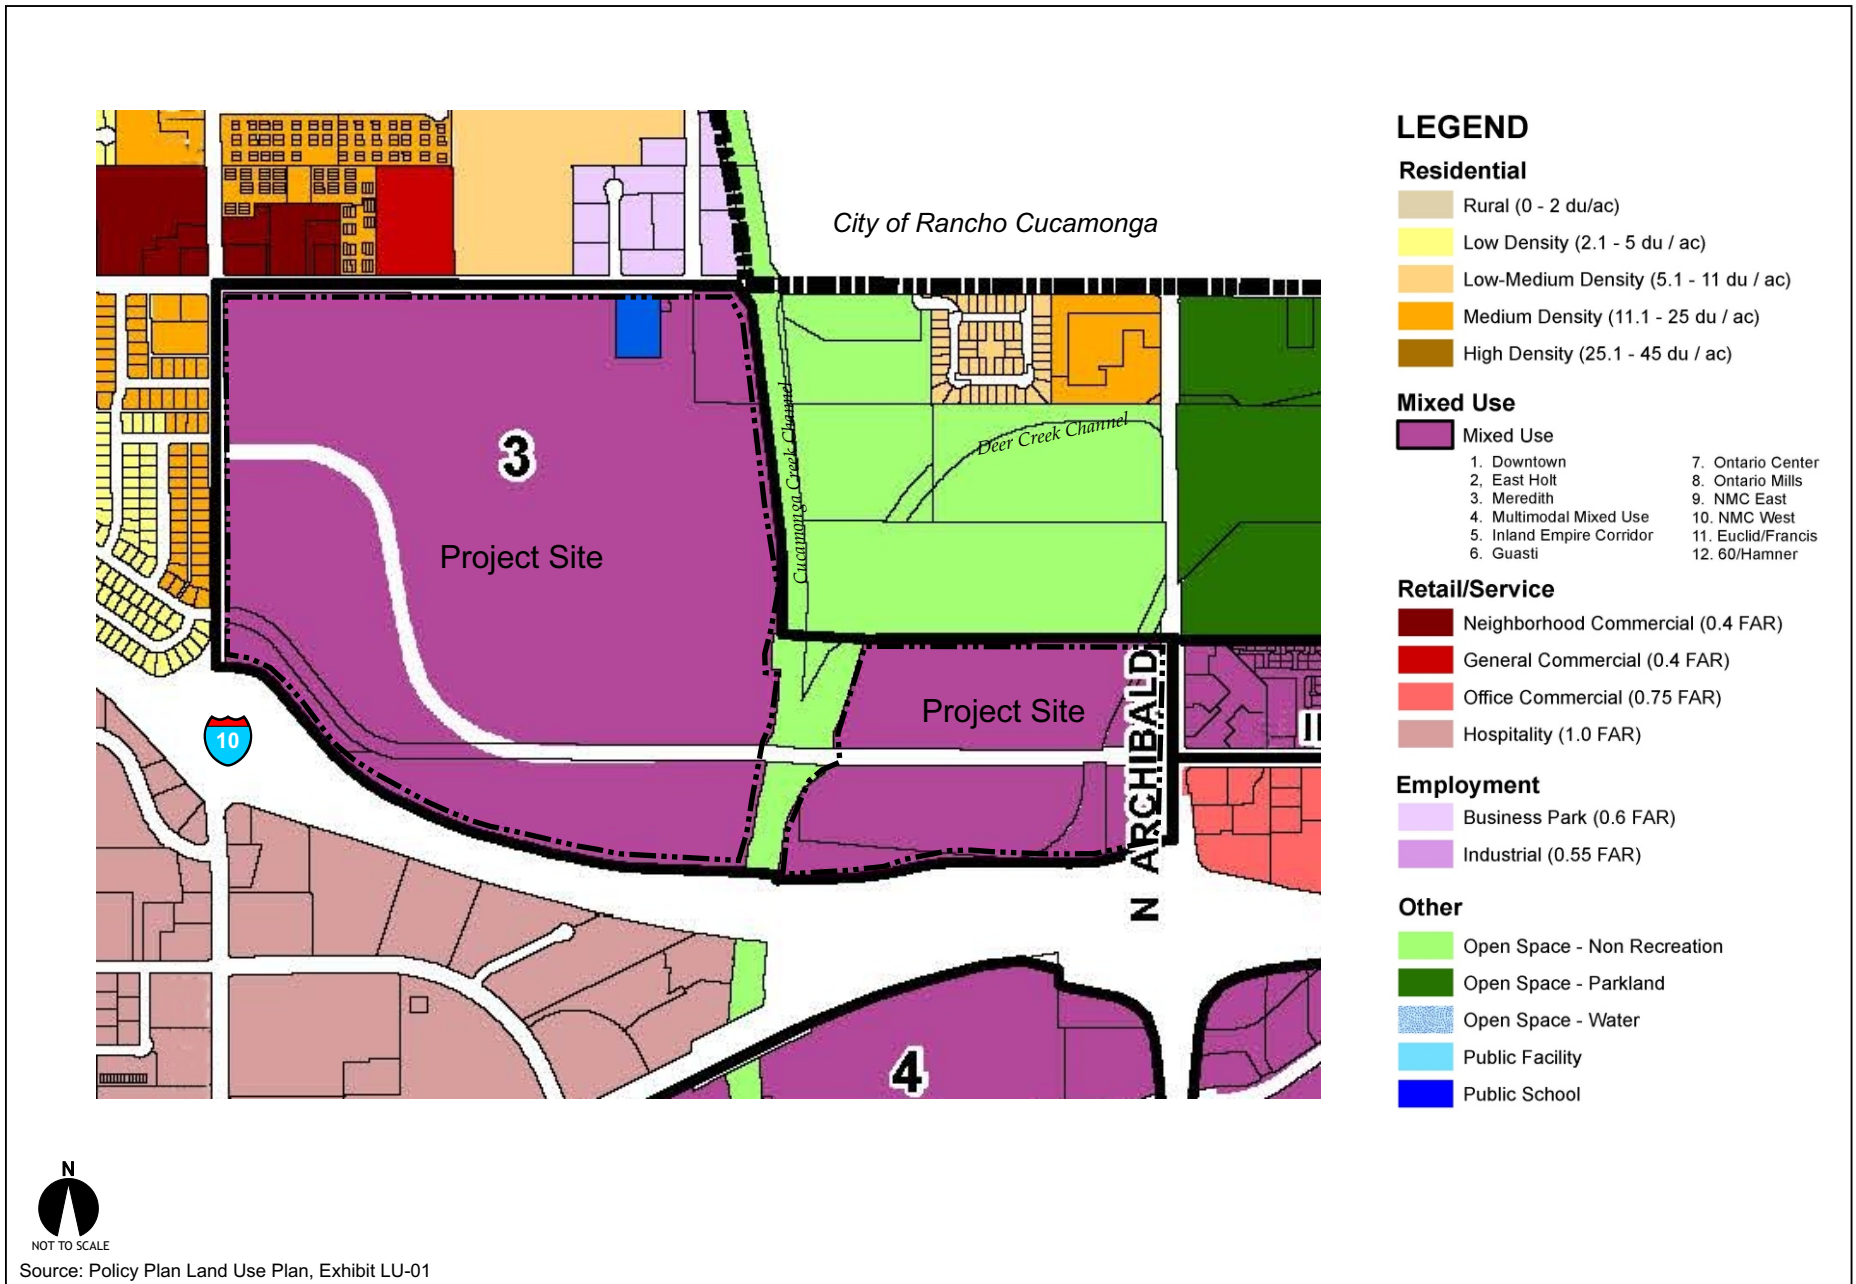 City of Rancho Cucamonga
3
Cucamonga Creek Channel
Deer Creek Channel
Project Site
Project Site
10
N ARCHIBALD
4
LEGEND
Residential
Rural (0 - 2 du/ac)
Low Density (2.1 - 5 du / ac)
Low-Medium Density (5.1 - 11 du / ac)
Medium Density (11.1 - 25 du / ac)
High Density (25.1 - 45 du / ac)
Mixed Use
Mixed Use
1. Downtown
2, East Holt
3. Meredith
4. Multimodal Mixed Use
5. Inland Empire Corridor
6. Guasti
7. Ontario Center
8. Ontario Mills
9. NMC East
10. NMC West
11. Euclid/Francis
12. 60/Hamner
Retail/Service
Neighborhood Commercial (0.4 FAR)
General Commercial (0.4 FAR)
Office Commercial (0.75 FAR)
Hospitality (1.0 FAR)
Employment
Business Park (0.6 FAR)
Industrial (0.55 FAR)
Other
Open Space - Non Recreation
Open Space - Parkland
Open Space - Water
Public Facility
Public School
N
NOT TO SCALE
Source: Policy Plan Land Use Plan, Exhibit LU-01